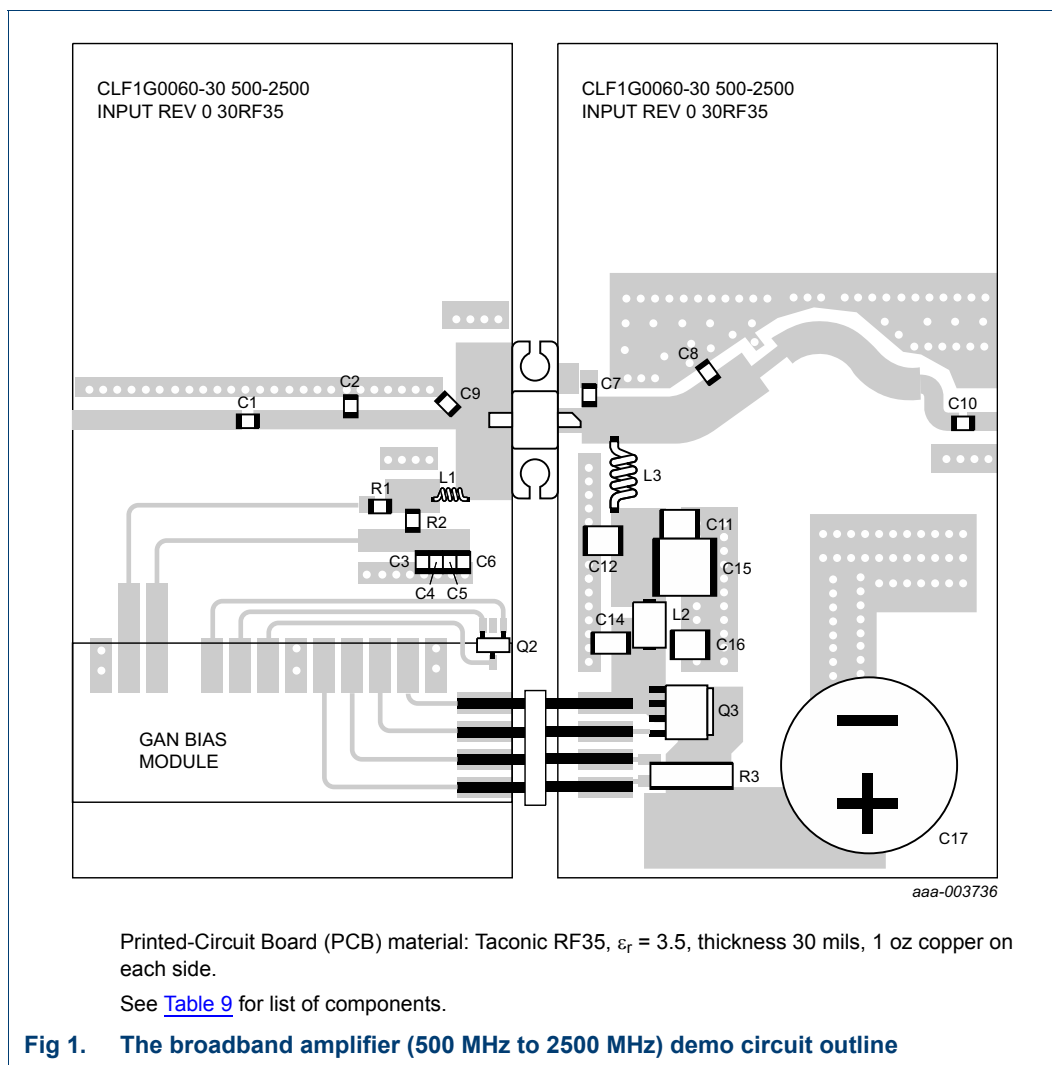 CLF1G0060-30 500-2500
INPUT REV 0 30RF35
CLF1G0060-30 500-2500
INPUT REV 0 30RF35
C1
C2
C9
C7
C8
C10
R1
L1
R2
L3
C3
C6
C4
C5
C12
C11
C15
C14
L2
C16
Q2
Q3
R3
GAN BIAS
MODULE
C17
aaa-003736
Printed-Circuit Board (PCB) material: Taconic RF35, εr = 3.5, thickness 30 mils, 1 oz copper on
each side.
See Table 9 for list of components.
Fig 1. The broadband amplifier (500 MHz to 2500 MHz) demo circuit outline